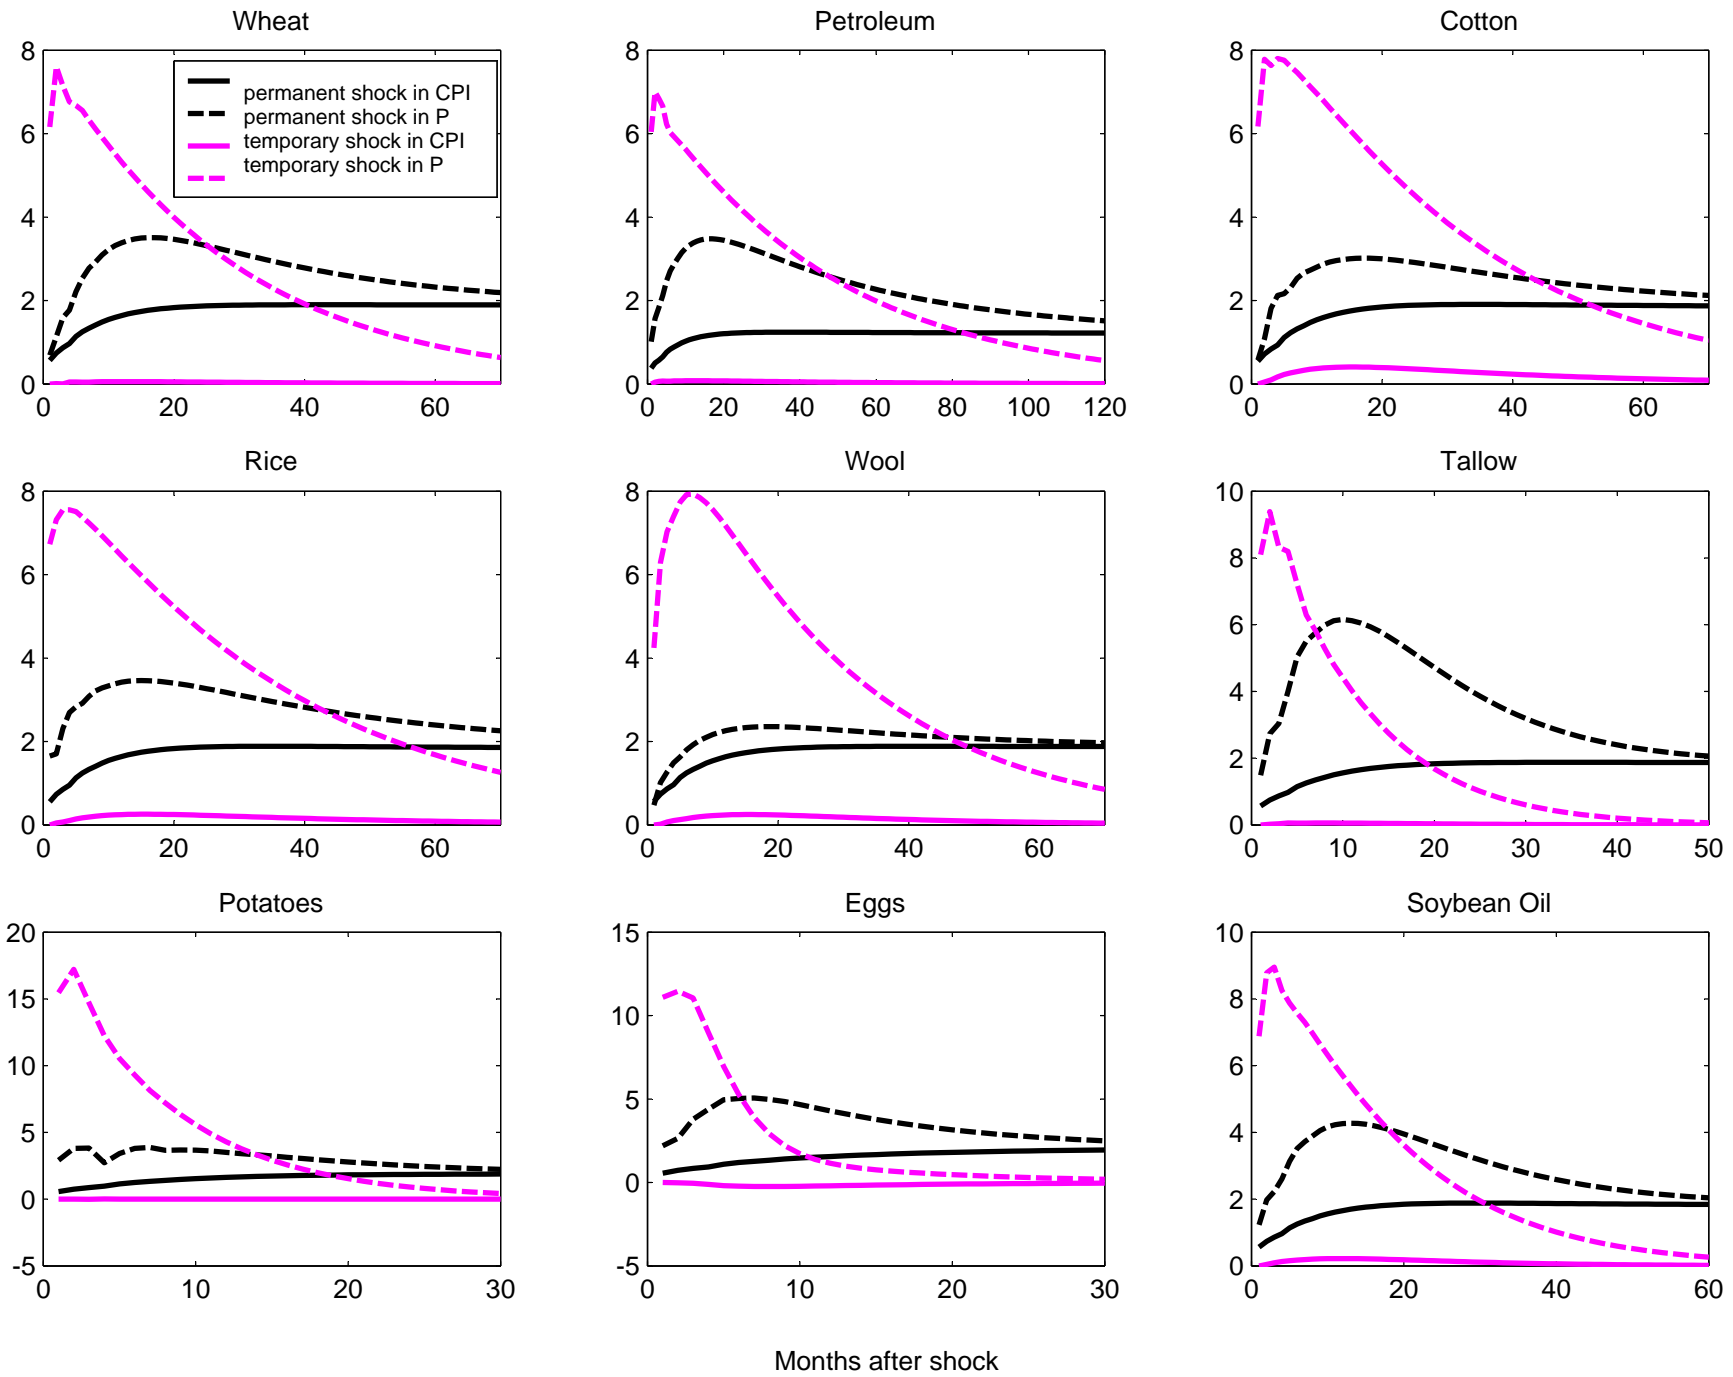 Wheat
8
6
4
2
0
0 20 40 60
permanent shock in CPI
permanent shock in P
temporary shock in CPI
temporary shock in P
Petroleum
8
6
4
2
0
0 20 40 60 80 100 120
Cotton
8
6
4
2
0
0 20 40 60
Rice
8
6
4
2
0
0 20 40 60
Wool
8
6
4
2
0
0 20 40 60
Tallow
10
8
6
4
2
0
0 10 20 30 40 50
Potatoes
20
15
10
5
0
-5
0 10 20 30
Eggs
15
10
5
0
-5
0 10 20 30
Soybean Oil
10
8
6
4
2
0
0 20 40 60
Months after shock